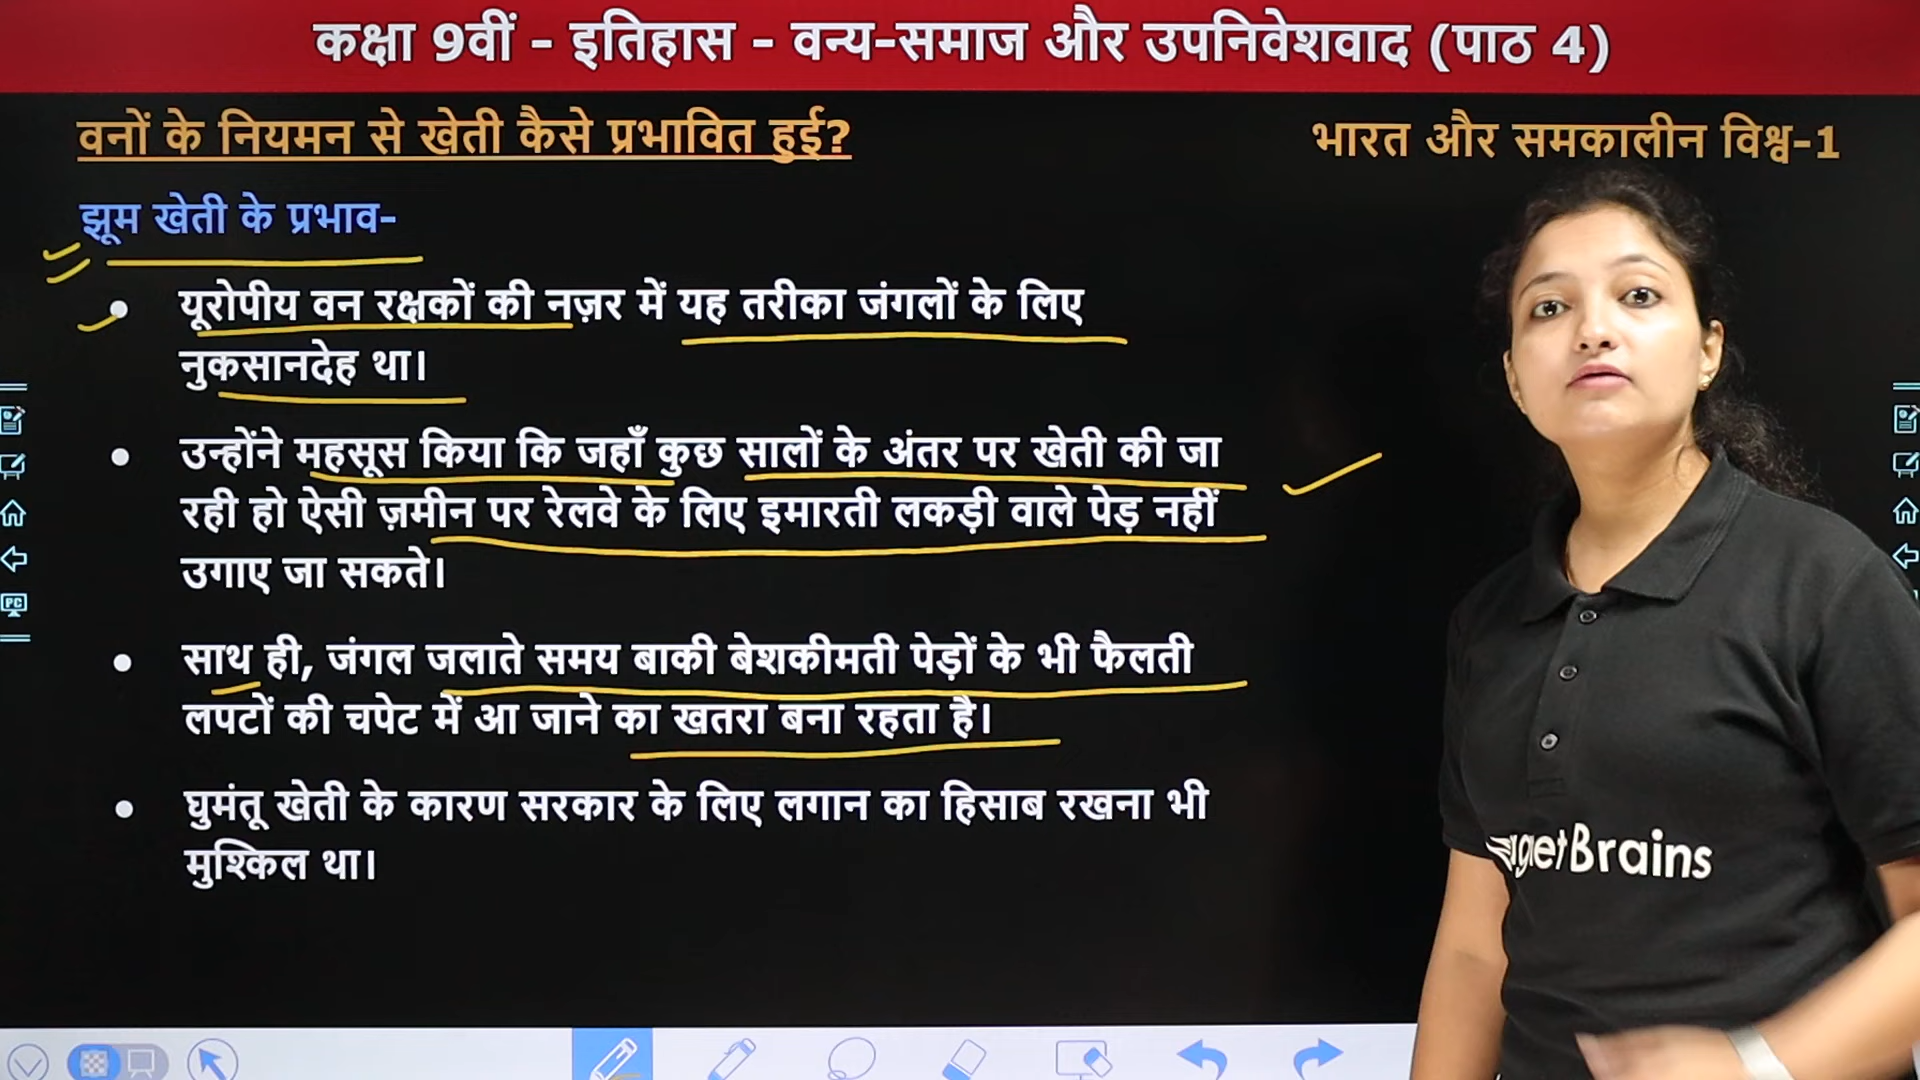 कक्षा 9वीं - इतिहास - वन्य-समाज और उपनिवेशवाद (पाठ 4)
वनों के नियमन से खेती कैसे प्रभावित हुई?
भारत और समकालीन विश्व-1
झूम खेती के प्रभाव-
यूरोपीय वन रक्षकों की नज़र में यह तरीका जंगलों के लिए
नुकसानदेह था।
उन्होंने महसूस किया कि जहाँ कुछ सालों के अंतर पर खेती की जा
रही हो ऐसी ज़मीन पर रेलवे के लिए इमारती लकड़ी वाले पेड़ नहीं
उगाए जा सकते।
साथ ही, जंगल जलाते समय बाकी बेशकीमती पेड़ों के भी फैलती
लपटों की चपेट में आ जाने का खतरा बना रहता है।
घुमंतू खेती के कारण सरकार के लिए लगान का हिसाब रखना भी
मुश्किल था।
Brains
PC